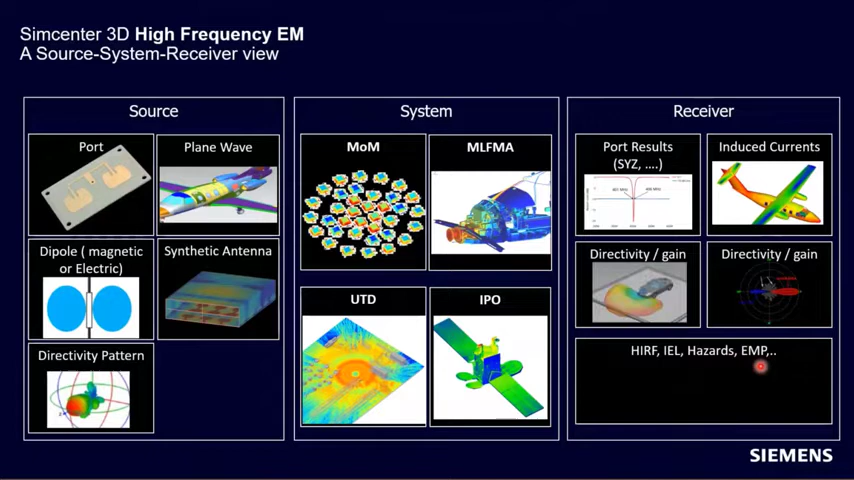 Simcenter 3D High Frequency EM
A Source-System-Receiver view
Source
Port
Plane Wave
Dipole ( magnetic
or Electric)
Synthetic Antenna
Directivity Pattern
System
MoM
MLFMA
UTD
IPO
Receiver
Port Results
(SYZ, ....)
Induced Currents
Directivity / gain
Directivity / gain
HIRF, IEL, Hazards, EMP,..
SIEMENS